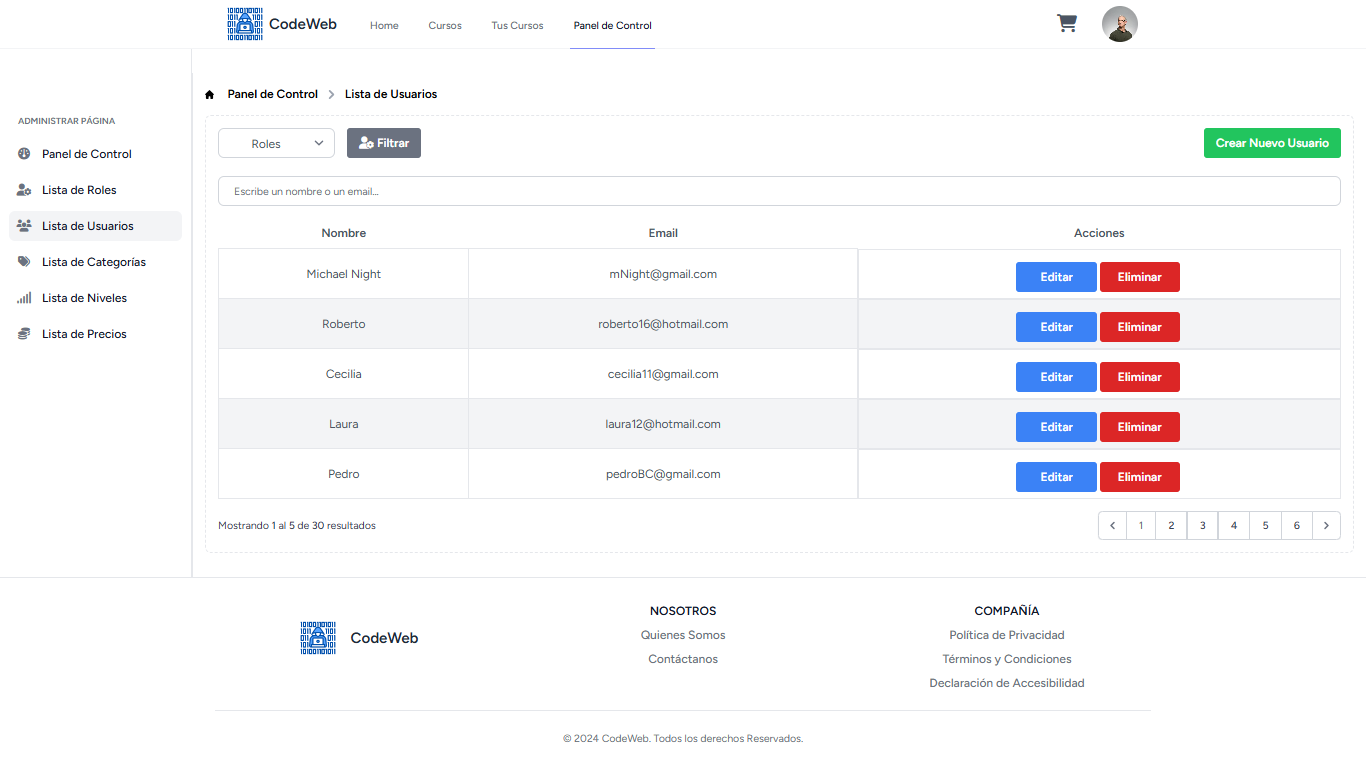 CodeWeb Home Cursos Tus Cursos Panel de Control
Panel de Control Lista de Usuarios
ADMINISTRAR PÁGINA
Panel de Control
Lista de Roles
Lista de Usuarios
Lista de Categorías
Lista de Niveles
Lista de Precios
Roles Filtrar Crear Nuevo Usuario
Escribe un nombre o un email...
Nombre Email Acciones
Michael Night mNight@gmail.com Editar Eliminar
Roberto roberto16@hotmail.com Editar Eliminar
Cecilia cecilia11@gmail.com Editar Eliminar
Laura laura12@hotmail.com Editar Eliminar
Pedro pedroBC@gmail.com Editar Eliminar
Mostrando 1 al 5 de 30 resultados 1 2 3 4 5 6
CodeWeb
NOSOTROS
Quienes Somos
Contáctanos
COMPAÑÍA
Política de Privacidad
Términos y Condiciones
Declaración de Accesibilidad
© 2024 CodeWeb. Todos los derechos Reservados.